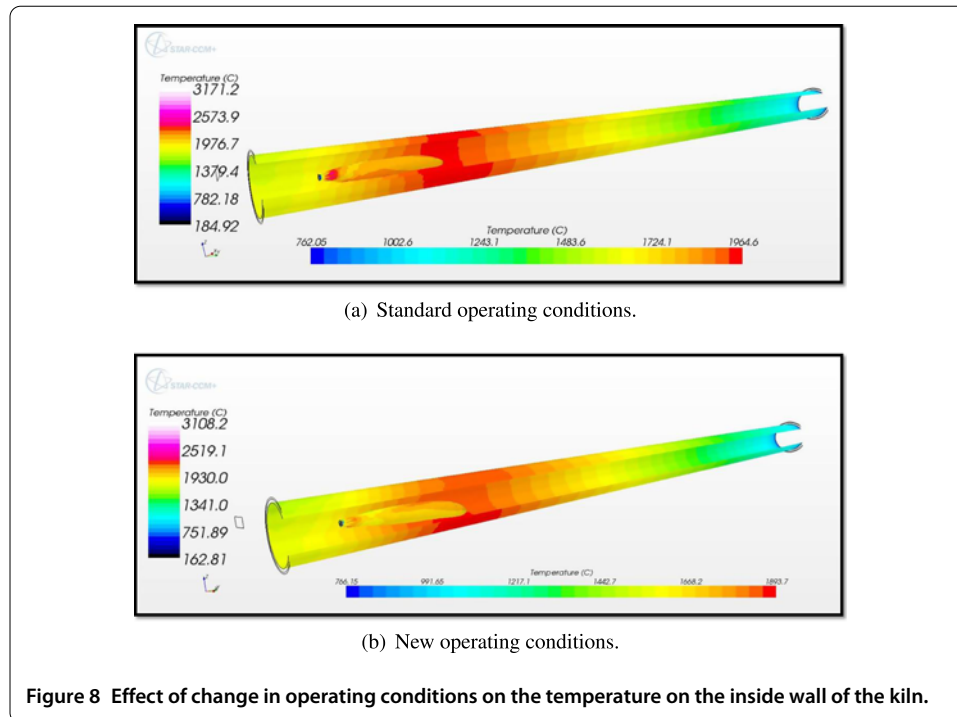 STAR-CCM+
Temperature (C)
3171.2
2573.9
1976.7
1379.4
782.18
184.92
Temperature (C)
762.05 1002.6 1243.1 1483.6 1724.1 1964.6
(a) Standard operating conditions.
STAR-CCM+
Temperature (C)
3108.2
2519.1
1930.0
1341.0
751.89
162.81
Temperature (C)
766.15 991.65 1217.1 1442.7 1668.2 1893.7
(b) New operating conditions.
Figure 8 Effect of change in operating conditions on the temperature on the inside wall of the kiln.